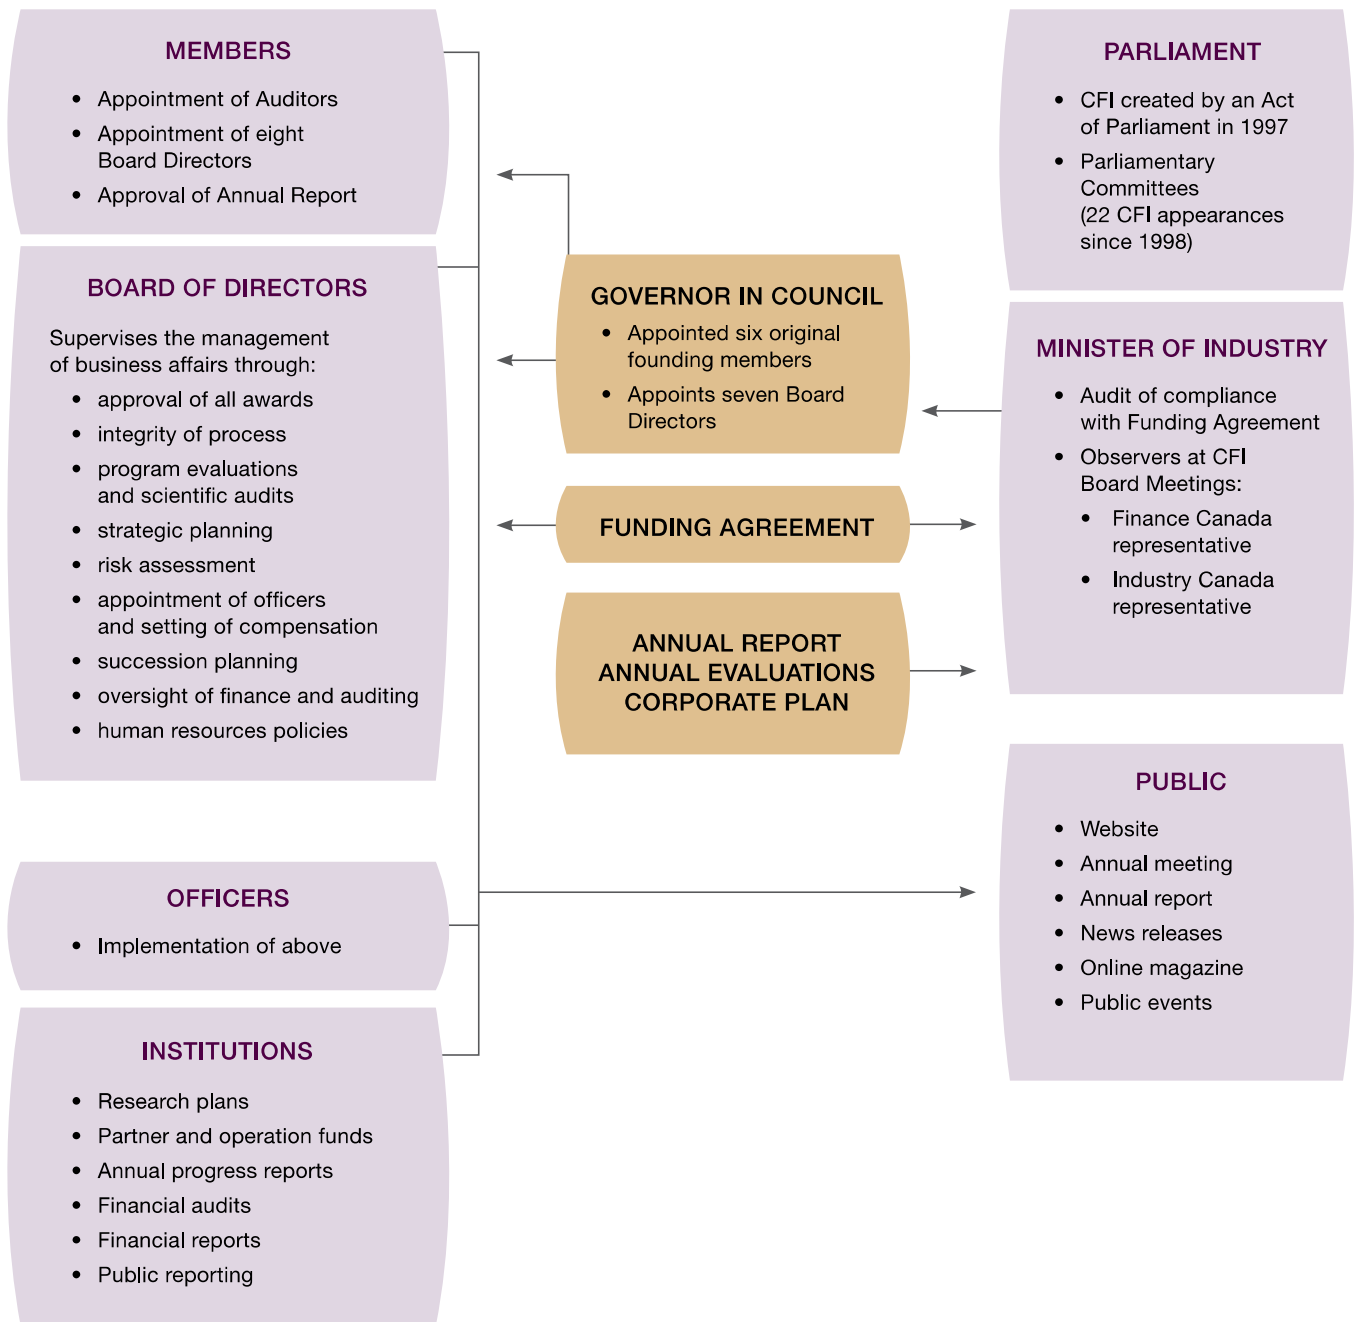 MEMBERS
• Appointment of Auditors
• Appointment of eight
Board Directors
• Approval of Annual Report
BOARD OF DIRECTORS
Supervises the management
of business affairs through:
• approval of all awards
• integrity of process
• program evaluations
and scientific audits
• strategic planning
• risk assessment
• appointment of officers
and setting of compensation
• succession planning
• oversight of finance and auditing
• human resources policies
OFFICERS
• Implementation of above
INSTITUTIONS
• Research plans
• Partner and operation funds
• Annual progress reports
• Financial audits
• Financial reports
• Public reporting
GOVERNOR IN COUNCIL
• Appointed six original
founding members
• Appoints seven Board
Directors
FUNDING AGREEMENT
ANNUAL REPORT
ANNUAL EVALUATIONS
CORPORATE PLAN
PARLIAMENT
• CFI created by an Act
of Parliament in 1997
• Parliamentary
Committees
(22 CFI appearances
since 1998)
MINISTER OF INDUSTRY
• Audit of compliance
with Funding Agreement
• Observers at CFI
Board Meetings:
• Finance Canada
representative
• Industry Canada
representative
PUBLIC
• Website
• Annual meeting
• Annual report
• News releases
• Online magazine
• Public events